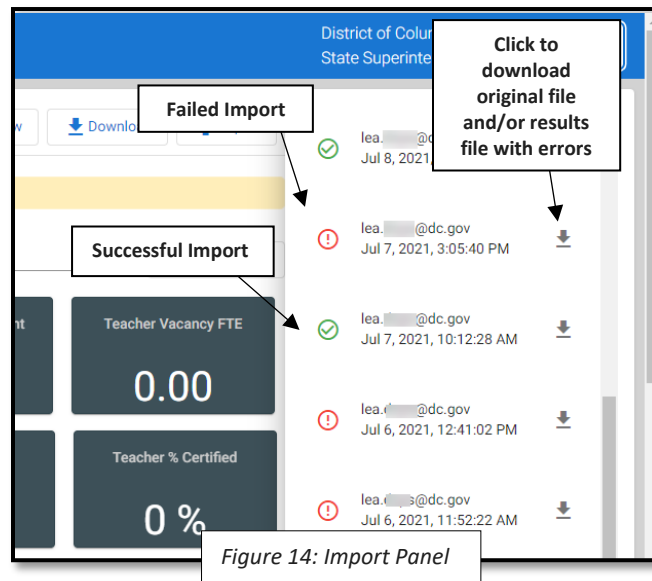 District of Colu
State Superinte
Click to
download
original file
and/or results
file with errors
Failed Import
w
Downlo
lea. @d
Jul 8, 2021,
lea. @dc.gov
Jul 7, 2021, 3:05:40 PM
Successful Import
lea. @dc.gov
Jul 7, 2021, 10:12:28 AM
nt
Teacher Vacancy FTE
0.00
lea. @dc.gov
Jul 6, 2021, 12:41:02 PM
Teacher % Certified
0 %
lea. @dc.gov
Jul 6, 2021, 11:52:22 AM
Figure 14: Import Panel